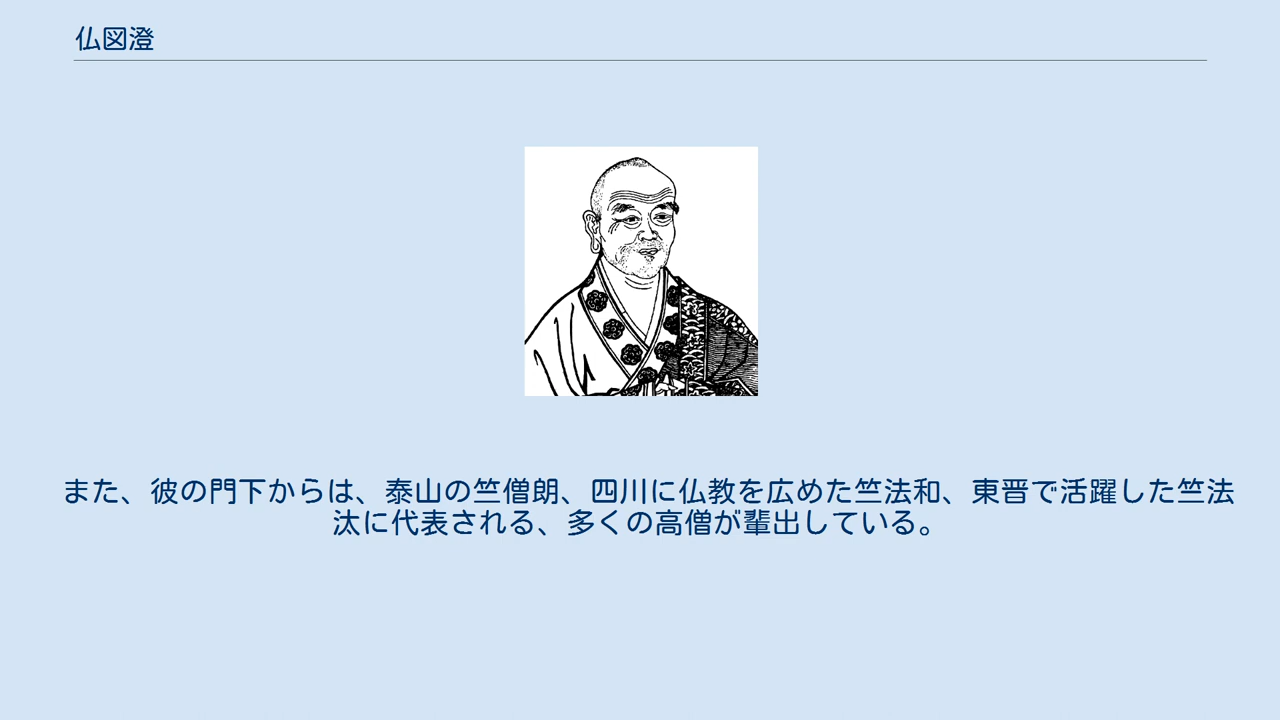 仏図澄
また、彼の門下からは、泰山の竺僧朗、四川に仏教を広めた竺法和、東晋で活躍した竺法
汰に代表される、多くの高僧が輩出している。